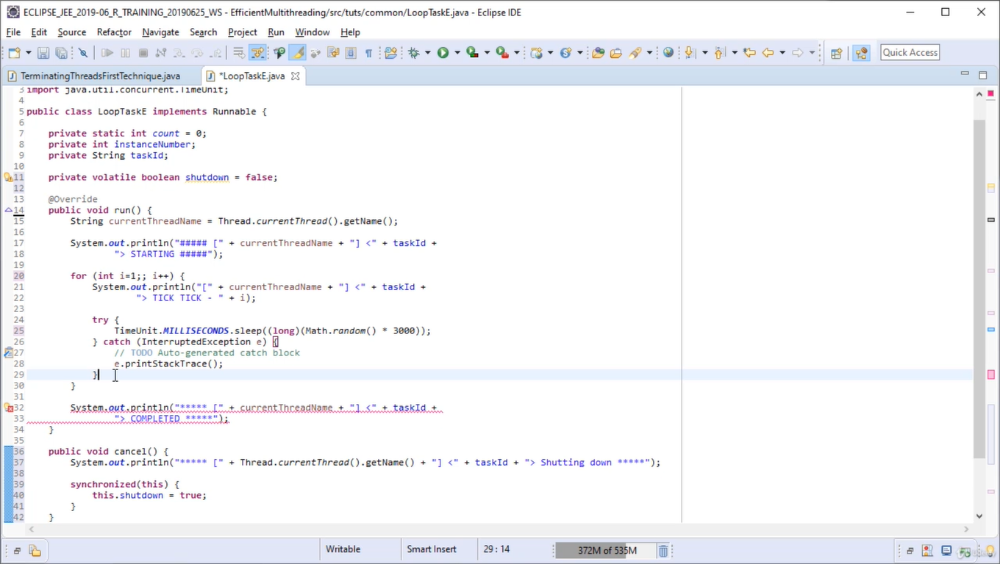 ECLIPSE_JEE_2019-06_R_TRAINING_20190625_WS - EfficientMultithreading/src/tuts/common/LoopTaskE.java - Eclipse IDE
File Edit Source Refactor Navigate Search Project Run Window Help
Quick Access
TerminatingThreadsFirstTechnique.java *LoopTaskE.java
3 import java.util.concurrent.TimeUnit;
4
5 public class LoopTaskE implements Runnable {
6
7 private static int count = 0;
8 private int instanceNumber;
9 private String taskId;
10
11 private volatile boolean shutdown = false;
12
13 @Override
14 public void run() {
15 String currentThreadName = Thread.currentThread().getName();
16
17 System.out.println("##### [" + currentThreadName + "] <" + taskId +
18 "> STARTING #####");
19
20 for (int i=1;; i++) {
21 System.out.println("[" + currentThreadName + "] <" + taskId +
22 "> TICK TICK - " + i);
23
24 try {
25 TimeUnit.MILLISECONDS.sleep((long)(Math.random() * 3000));
26 } catch (InterruptedException e) {
27 // TODO Auto-generated catch block
28 e.printStackTrace();
29 }
30 }
31
32 System.out.println("***** [" + currentThreadName + "] <" + taskId +
33 "> COMPLETED *****");
34 }
35
36 public void cancel() {
37 System.out.println("***** [" + Thread.currentThread().getName() + "] <" + taskId + "> Shutting down *****");
38
39 synchronized(this) {
40 this.shutdown = true;
41 }
42 }
Writable Smart Insert 29 : 14 372M of 535M